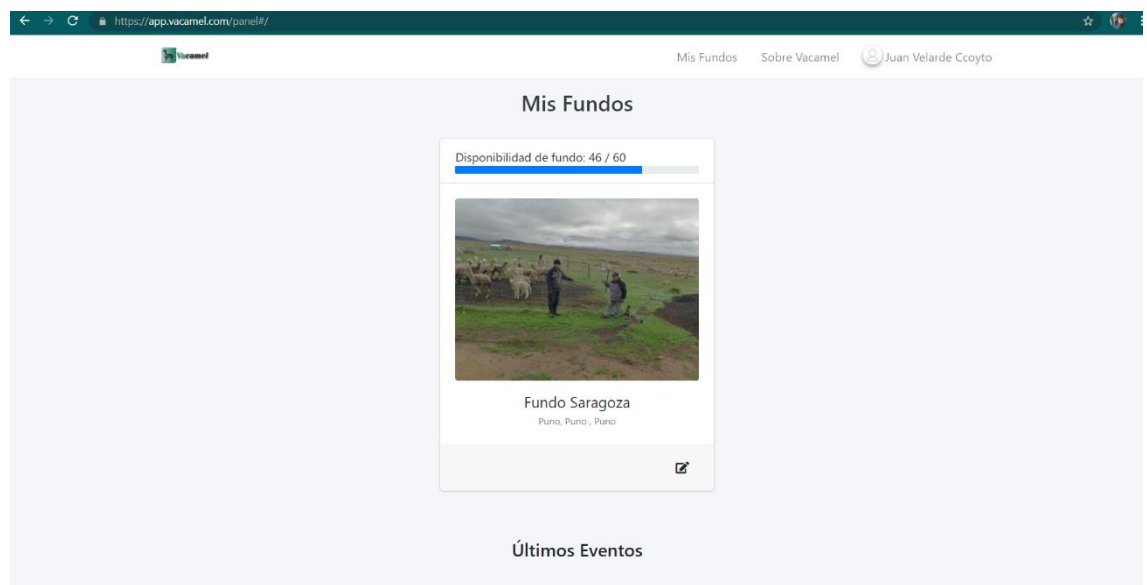 https://app.vacamel.com/panel#/
Vacamel
Mis Fundos Sobre Vacamel Juan Velarde Ccoyto
Mis Fundos
Disponibilidad de fundo: 46 / 60
Fundo Saragoza
Puno, Puno , Puno
Últimos Eventos